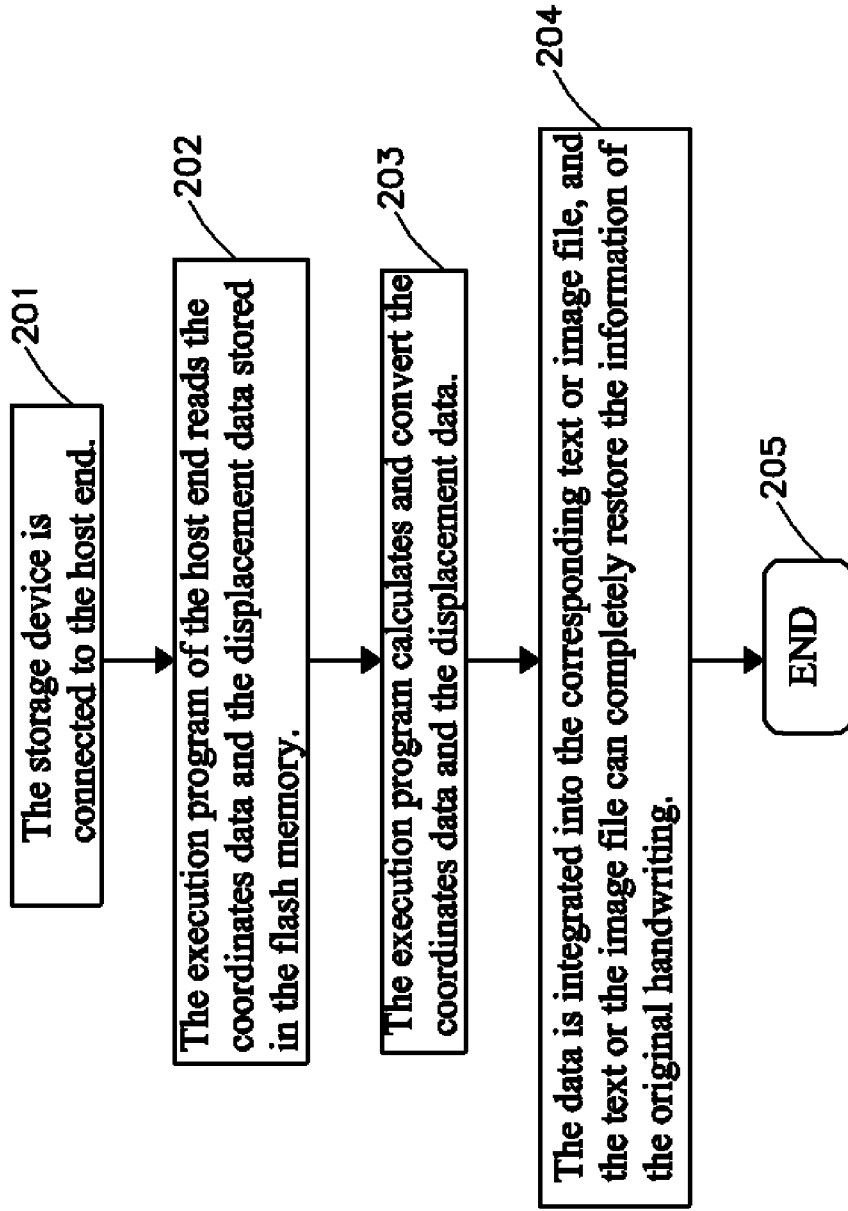 The storage device is
connected to the host end.
201
The execution program of the host end reads the
coordinates data and the displacement data stored
in the flash memory.
202
The execution program calculates and convert the
coordinates data and the displacement data.
203
The data is integrated into the corresponding text or image file, and
the text or the image file can completely restore the information of
the original handwriting.
204
END
205